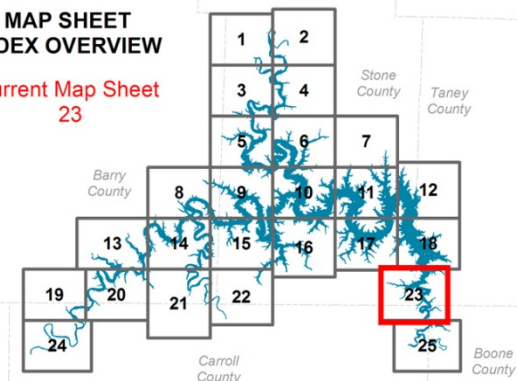 MAP SHEET
DEX OVERVIEW
urrent Map Sheet
23
1 2
Stone
County
Taney
County
3 4
5 6 7
Barry
County
8 9 10 11 12
13 14 15 16 17 18
19 20 21 22 23
24 25
Carroll
County
Boone
County